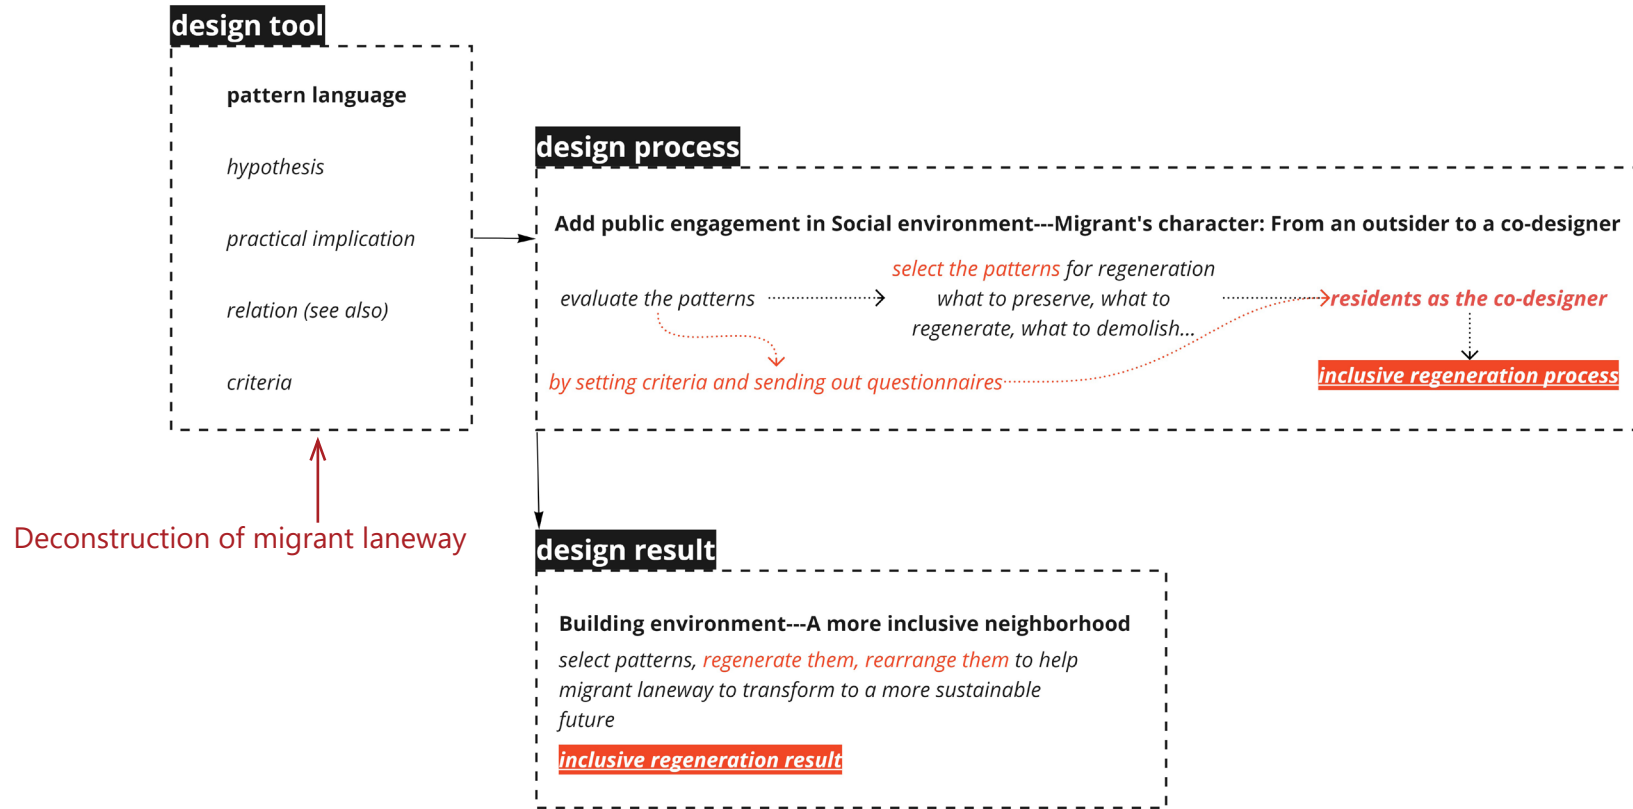 design tool
pattern language
hypothesis
practical implication
relation (see also)
criteria
Deconstruction of migrant laneway
design process
Add public engagement in Social environment---Migrant's character: From an outsider to a co-designer
evaluate the patterns
select the patterns for regeneration
what to preserve, what to
regenerate, what to demolish...
residents as the co-designer
by setting criteria and sending out questionnaires
inclusive regeneration process
design result
Building environment---A more inclusive neighborhood
select patterns, regenerate them, rearrange them to help
migrant laneway to transform to a more sustainable
future
inclusive regeneration result